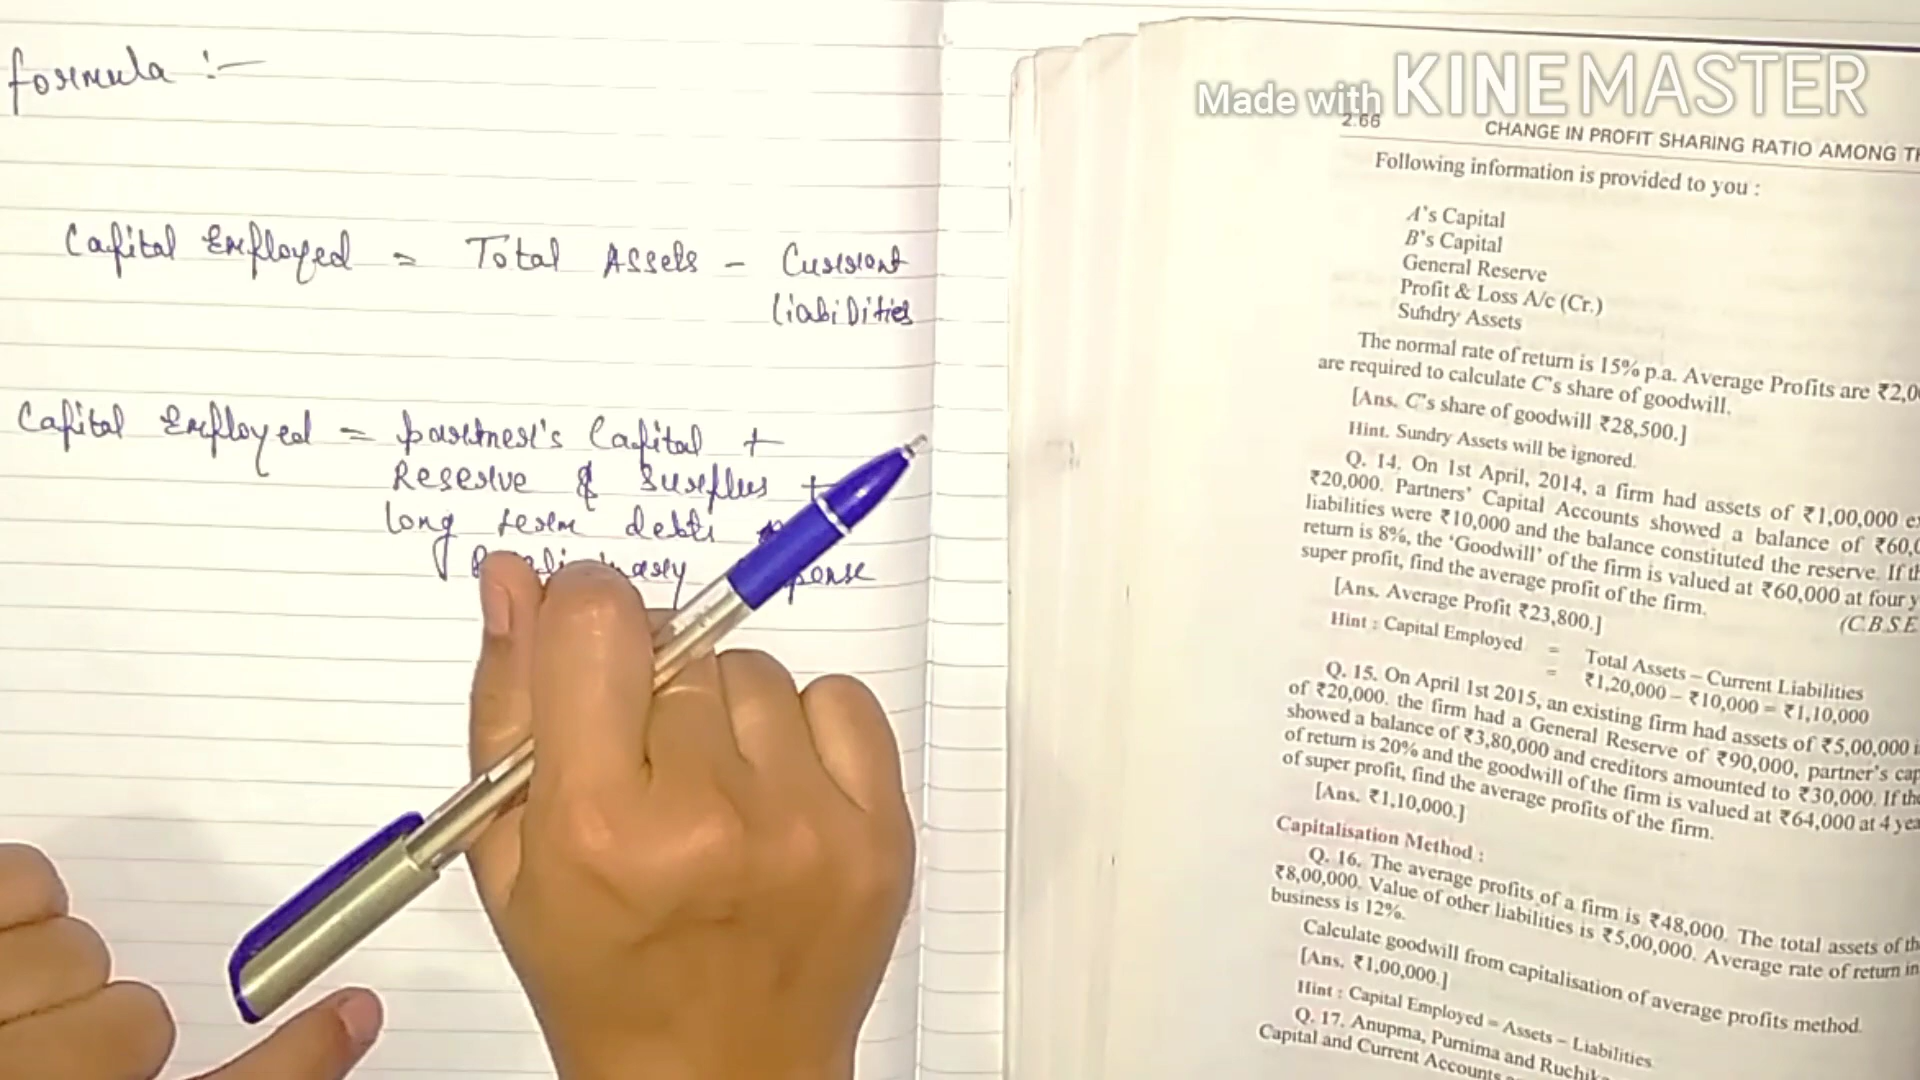 formula :-
Capital Employed = Total Assets - Current
liabilities
Capital Employed = partner's Capital +
Reserve & Surplus +
long term debts
Made with KINEMASTER
2.66 CHANGE IN PROFIT SHARING RATIO AMONG
Following information is provided to you :
A's Capital
B's Capital
General Reserve
Profit & Loss A/c (Cr.)
Sundry Assets
The normal rate of return is 15% p.a. Average Profits are
are required to calculate C's share of goodwill.
[Ans. C's share of goodwill ₹28,500.]
Hint. Sundry Assets will be ignored.
Q. 14. On 1st April, 2014, a firm had assets of ₹1,00,000
₹20,000. Partners' Capital Accounts showed a balance of
liabilities were ₹10,000 and the balance constituted the reserve. If
return is 8%, the 'Goodwill' of the firm is valued at ₹60,000 at four
super profit, find the average profit of the firm.
(C.B.S.E.
[Ans. Average Profit ₹23,800.]
Hint : Capital Employed = Total Assets – Current Liabilities
= ₹1,20,000 – ₹10,000 = ₹1,10,000
Q. 15. On April 1st 2015, an existing firm had assets of ₹5,00,000
of ₹20,000. the firm had a General Reserve of ₹90,000, partner's
showed a balance of ₹3,80,000 and creditors amounted to ₹30,000. If
of return is 20% and the goodwill of the firm is valued at ₹64,000 at 4
of super profit, find the average profits of the firm.
[Ans. ₹1,10,000.]
Capitalisation Method :
Q. 16. The average profits of a firm is ₹48,000. The total assets of
₹8,00,000. Value of other liabilities is ₹5,00,000. Average rate of return in
business is 12%.
Calculate goodwill from capitalisation of average profits method.
[Ans. ₹1,00,000.]
Hint : Capital Employed = Assets – Liabilities
Q. 17. Anupma, Purnima and
Capital and Current Accounts